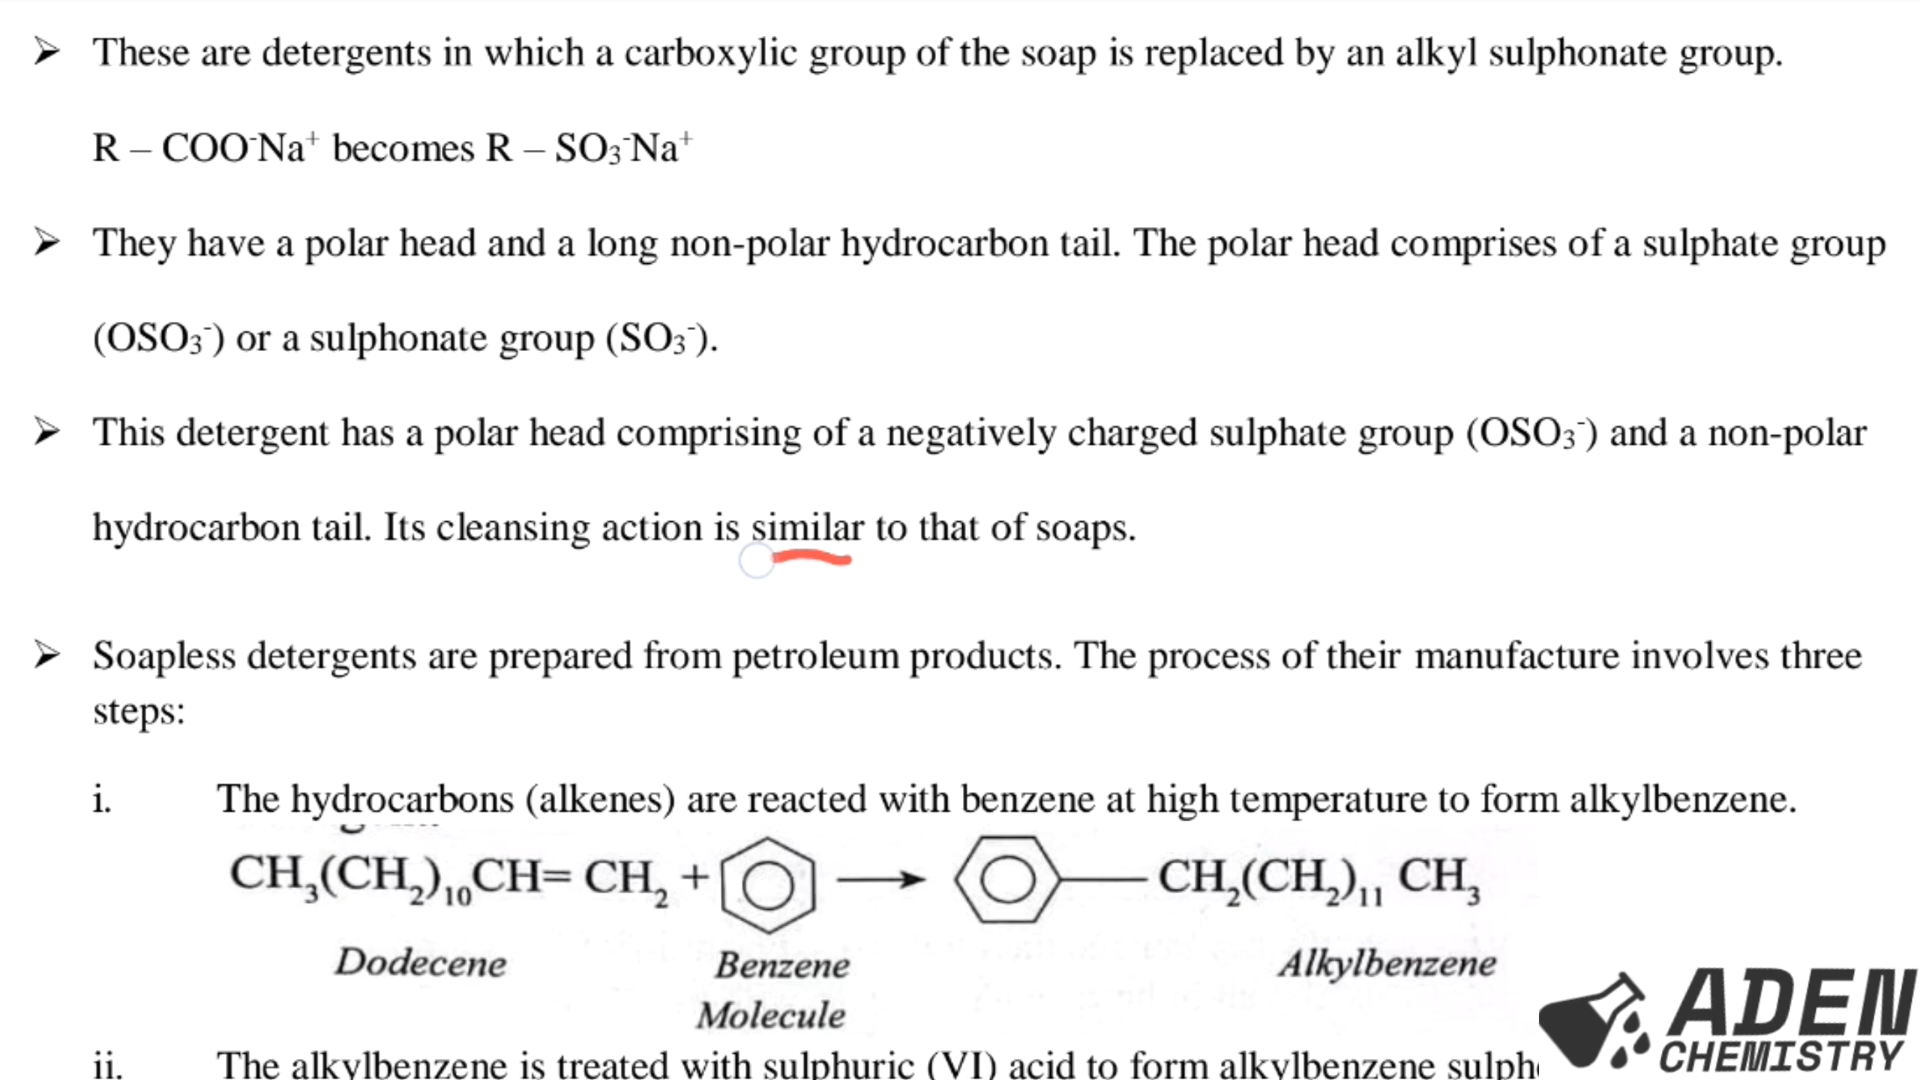 ➢ These are detergents in which a carboxylic group of the soap is replaced by an alkyl sulphonate group.
R – COO⁻Na⁺ becomes R – SO₃⁻Na⁺
➢ They have a polar head and a long non-polar hydrocarbon tail. The polar head comprises of a sulphate group
(OSO₃⁻) or a sulphonate group (SO₃⁻).
➢ This detergent has a polar head comprising of a negatively charged sulphate group (OSO₃⁻) and a non-polar
hydrocarbon tail. Its cleansing action is similar to that of soaps.
➢ Soapless detergents are prepared from petroleum products. The process of their manufacture involves three
steps:
i. The hydrocarbons (alkenes) are reacted with benzene at high temperature to form alkylbenzene.
CH₃(CH₂)₁₀CH= CH₂ + → CH₂(CH₂)₁₁ CH₃
Dodecene Benzene Alkylbenzene
Molecule
ii. The alkylbenzene is treated with sulphuric (VI) acid to form alkylbenzene
ADEN
CHEMISTRY